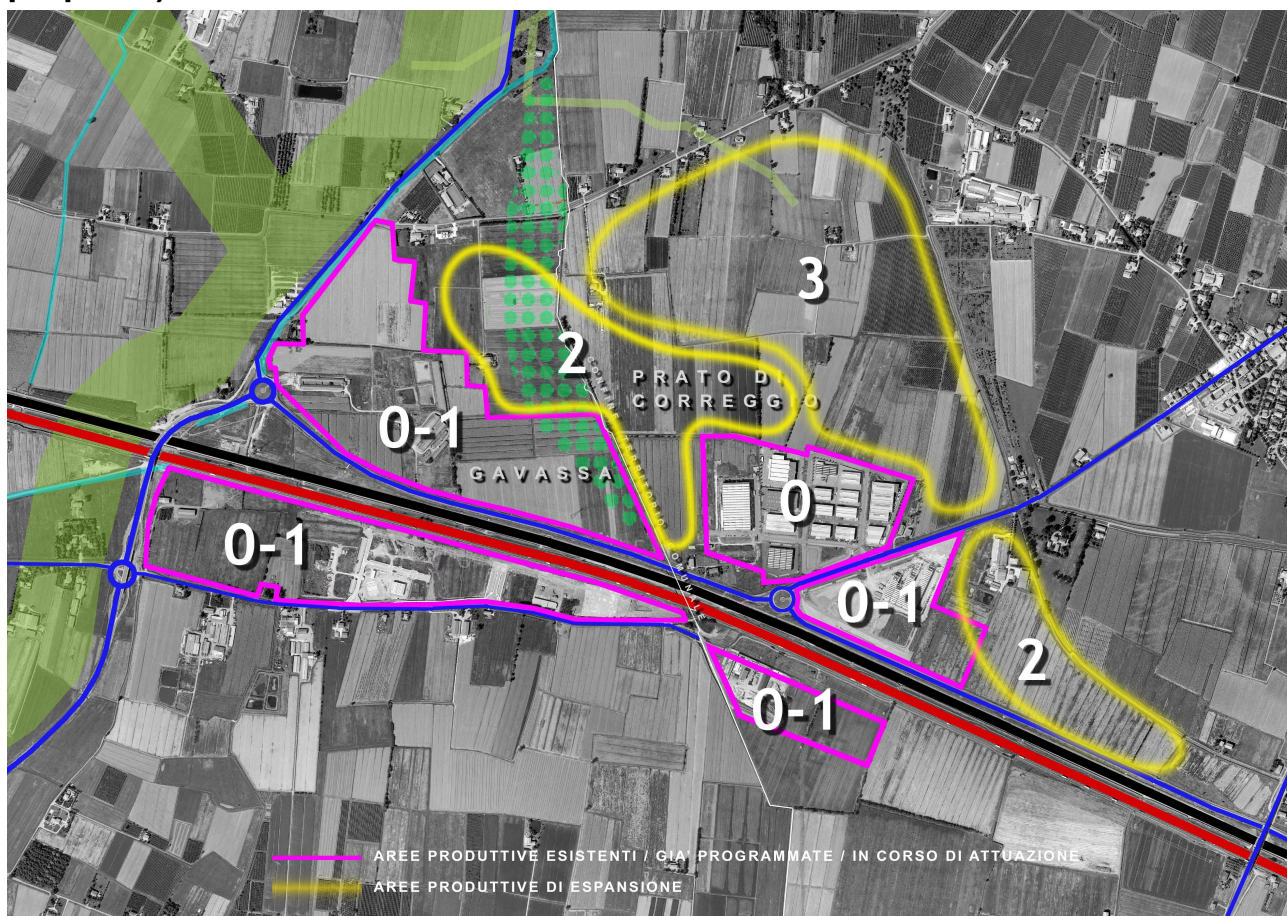 3
2
PRATO DI
CORREGGIO
0-1
GAVASSA
0
0-1
0-1
2
0-1
AREE PRODUTTIVE ESISTENTI / GIA' PROGRAMMATE / IN CORSO DI ATTUAZIONE
AREE PRODUTTIVE DI ESPANSIONE